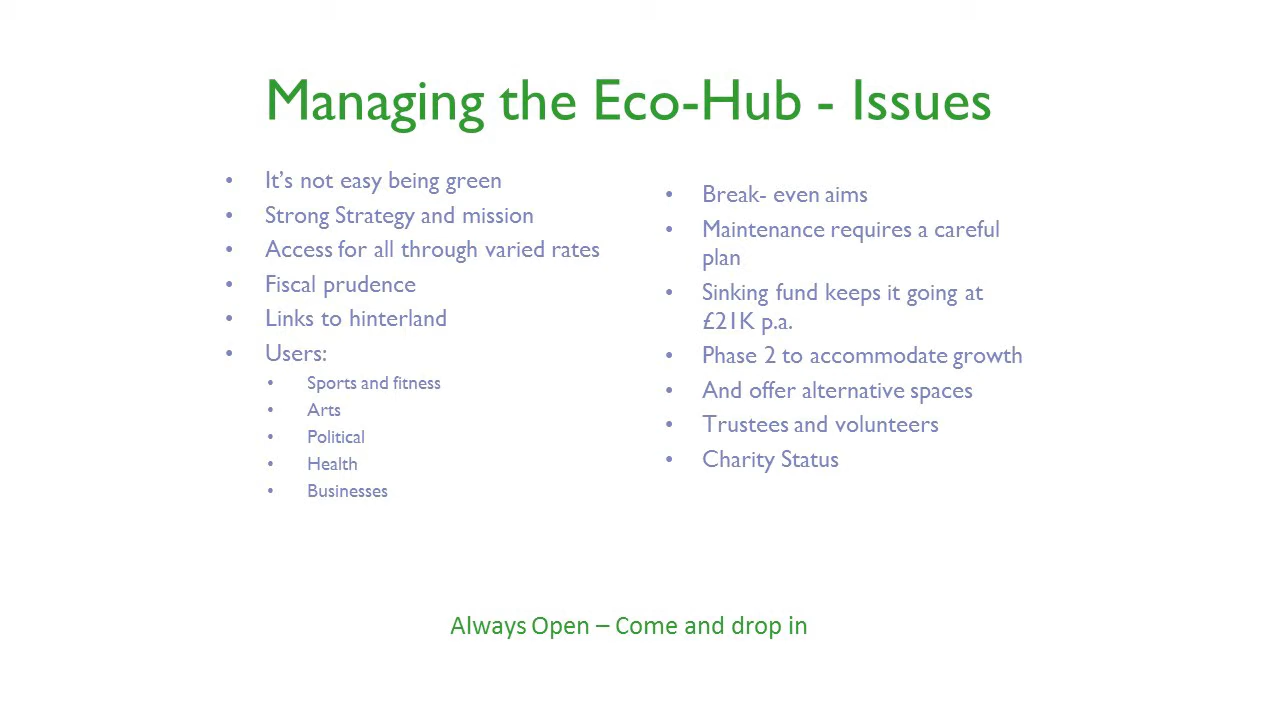 Managing the Eco-Hub - Issues
• It’s not easy being green
• Strong Strategy and mission
• Access for all through varied rates
• Fiscal prudence
• Links to hinterland
• Users:
• Sports and fitness
• Arts
• Political
• Health
• Businesses
• Break- even aims
• Maintenance requires a careful
plan
• Sinking fund keeps it going at
£21K p.a.
• Phase 2 to accommodate growth
• And offer alternative spaces
• Trustees and volunteers
• Charity Status
Always Open – Come and drop in